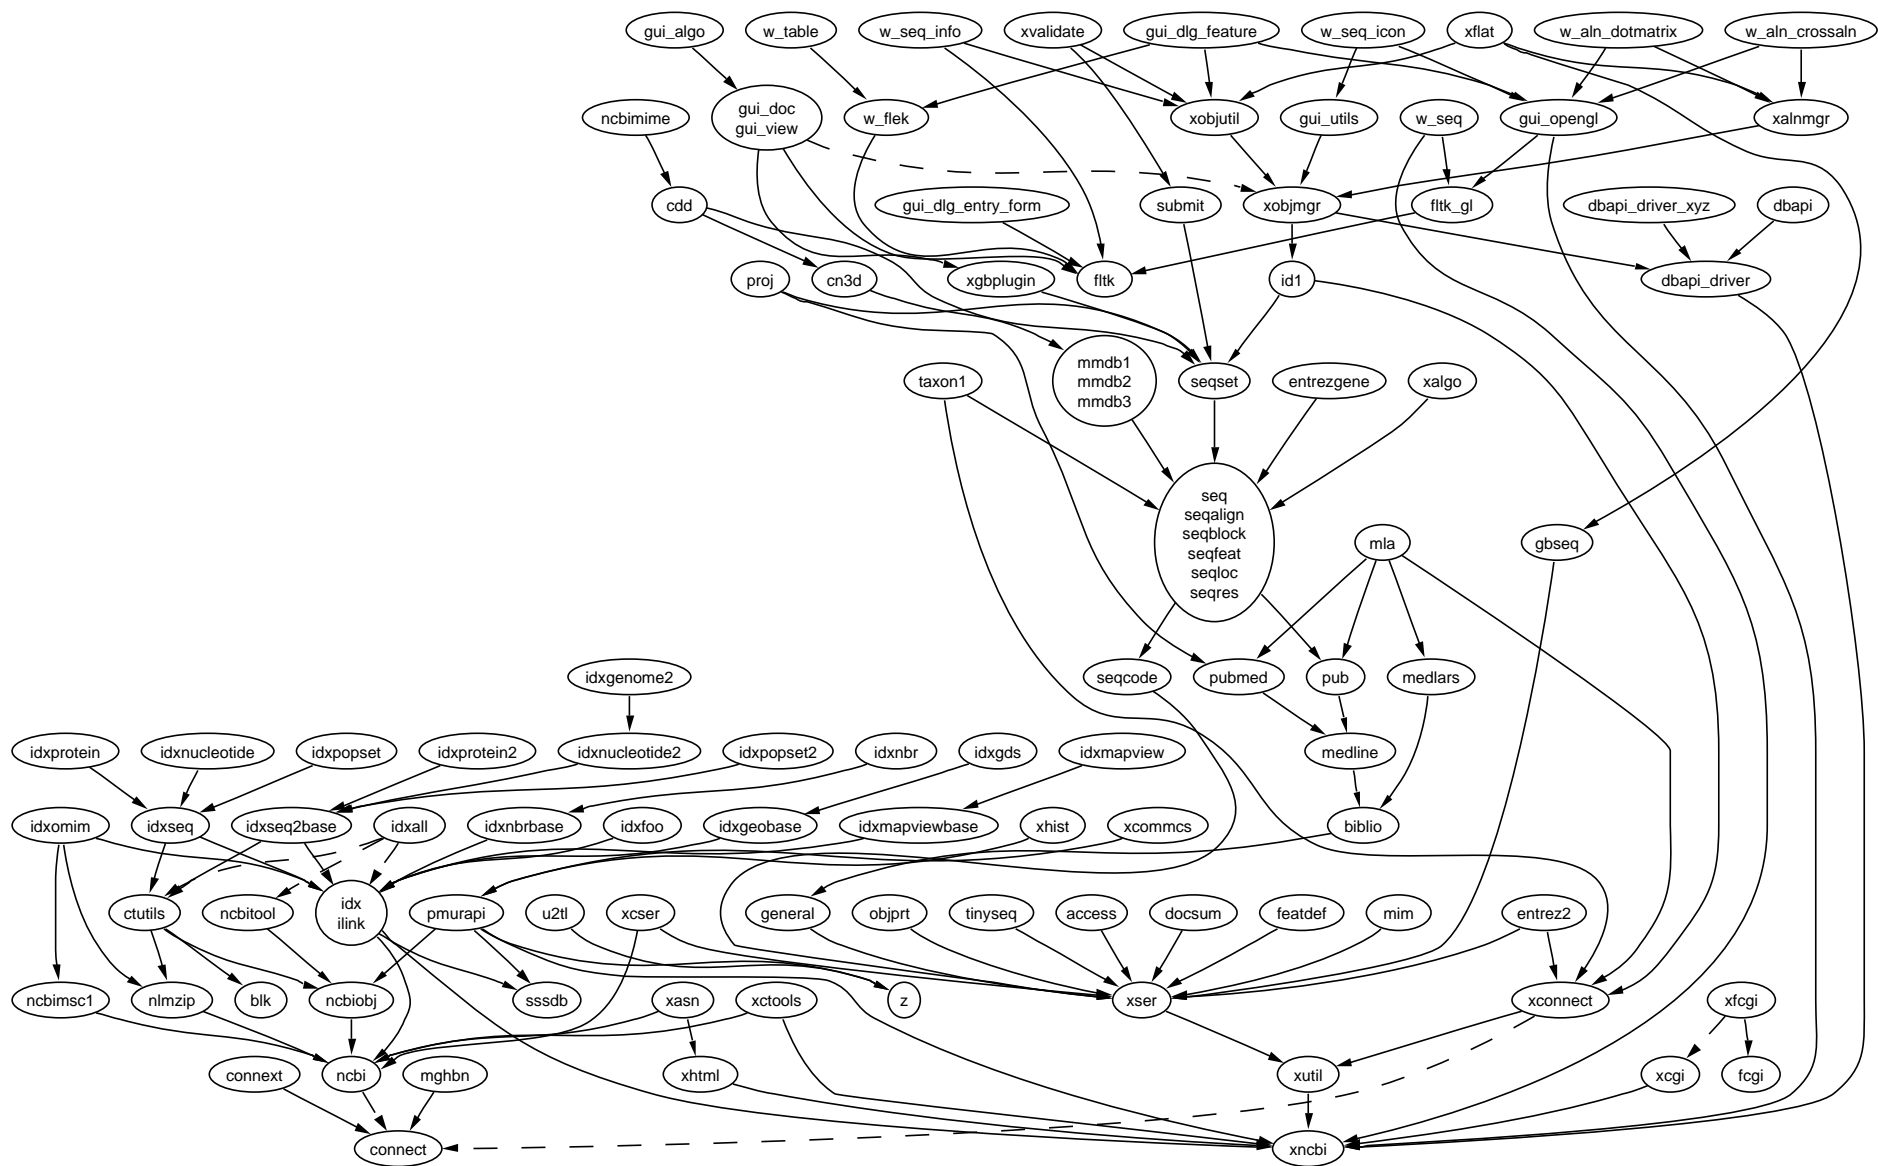 gui_algo
w_table
w_seq_info
xvalidate
gui_dlg_feature
w_seq_icon
xflat
w_aln_dotmatrix
w_aln_crossaln
ncbimime
gui_doc
gui_view
w_flek
xobjutil
gui_utils
w_seq
gui_opengl
xalnmgr
cdd
gui_dlg_entry_form
submit
xobjmgr
fltk_gl
dbapi_driver_xyz
dbapi
proj
cn3d
xgbplugin
fltk
id1
dbapi_driver
taxon1
mmdb1
mmdb2
mmdb3
seqset
entrezgene
xalgo
seq
seqalign
seqblock
seqfeat
seqloc
seqres
mla
gbseq
idxgenome2
seqcode
pubmed
pub
medlars
idxprotein
idxnucleotide
idxpopset
idxprotein2
idxnucleotide2
idxpopset2
idxnbr
idxgds
idxmapview
medline
idxomim
idxseq
idxseq2base
idxall
idxnbrbase
idxfoo
idxgeobase
idxmapviewbase
xhist
xcommcs
biblio
ctutils
ncbitool
idx
ilink
pmurapi
u2tl
xcser
general
objprt
tinyseq
access
docsum
featdef
mim
entrez2
ncbimsc1
nlmzip
blk
ncbiobj
sssdb
xasn
xctools
z
xser
xconnect
xfcgi
connext
ncbi
mghbn
xhtml
xutil
xcgi
fcgi
connect
xncbi